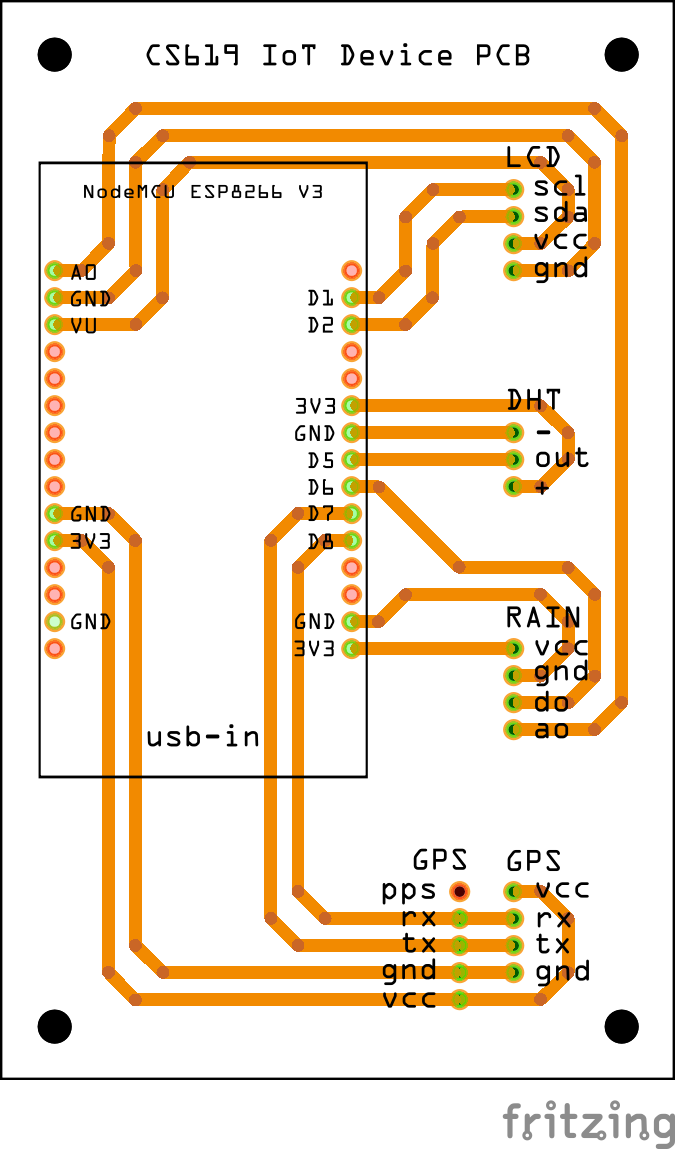 CS619 IoT Device PCB
NodeMCU ESP8266 V3
LCD
scl
sda
vcc
gnd
A0
GND
VU
D1
D2
3V3
GND
D5
D6
D7
D8
DHT
-
out
+
GND
3V3
GND
GND
3V3
RAIN
vcc
gnd
do
ao
usb-in
GPS
pps
rx
tx
gnd
vcc
GPS
vcc
rx
tx
gnd
fritzing